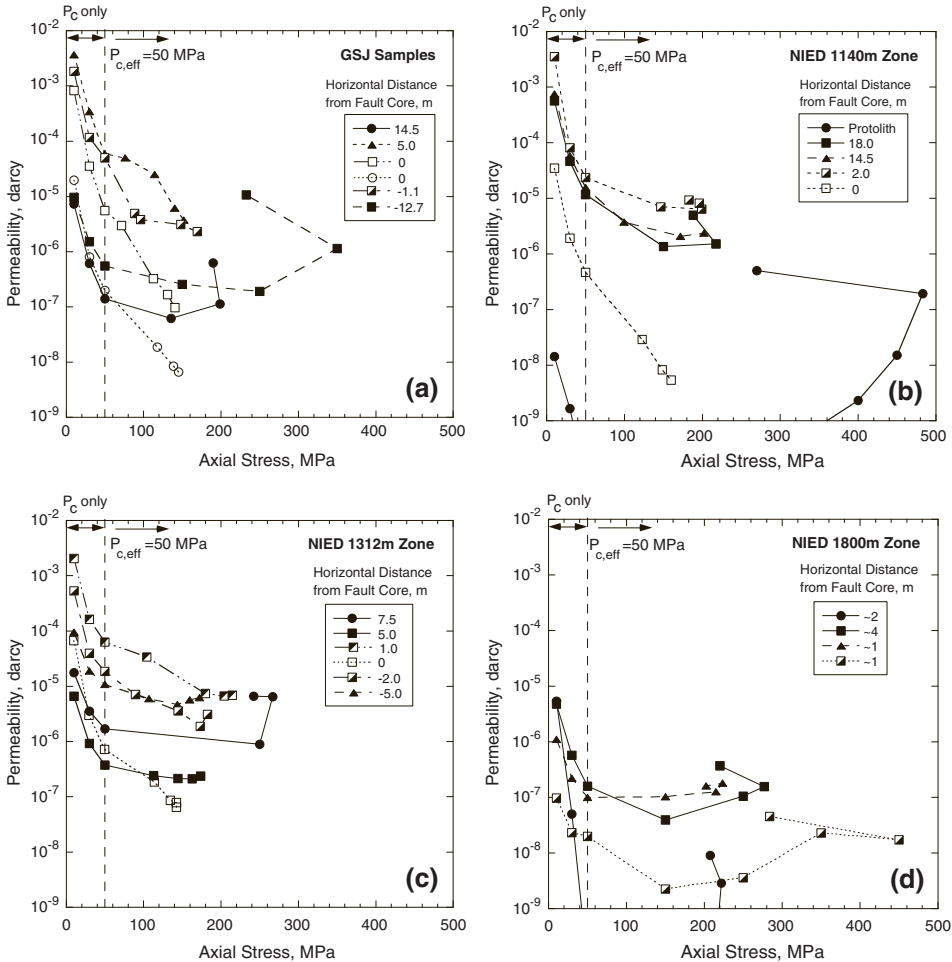 P_c only
P_c,eff =50 MPa
GSJ Samples
Horizontal Distance
from Fault Core, m
14.5
5.0
0
0
-1.1
-12.7
10^-2
10^-3
10^-4
10^-5
10^-6
10^-7
10^-8
10^-9
Permeability, darcy
(a)
0 100 200 300 400 500
Axial Stress, MPa
P_c only
P_c,eff =50 MPa
NIED 1140m Zone
Horizontal Distance
from Fault Core, m
Protolith
18.0
14.5
2.0
0
10^-2
10^-3
10^-4
10^-5
10^-6
10^-7
10^-8
10^-9
Permeability, darcy
(b)
0 100 200 300 400 500
Axial Stress, MPa
P_c only
P_c,eff =50 MPa
NIED 1312m Zone
Horizontal Distance
from Fault Core, m
7.5
5.0
1.0
0
-2.0
-5.0
10^-2
10^-3
10^-4
10^-5
10^-6
10^-7
10^-8
10^-9
Permeability, darcy
(c)
0 100 200 300 400 500
Axial Stress, MPa
P_c only
P_c,eff =50 MPa
NIED 1800m Zone
Horizontal Distance
from Fault Core, m
~2
~4
~1
~1
10^-2
10^-3
10^-4
10^-5
10^-6
10^-7
10^-8
10^-9
Permeability, darcy
(d)
0 100 200 300 400 500
Axial Stress, MPa